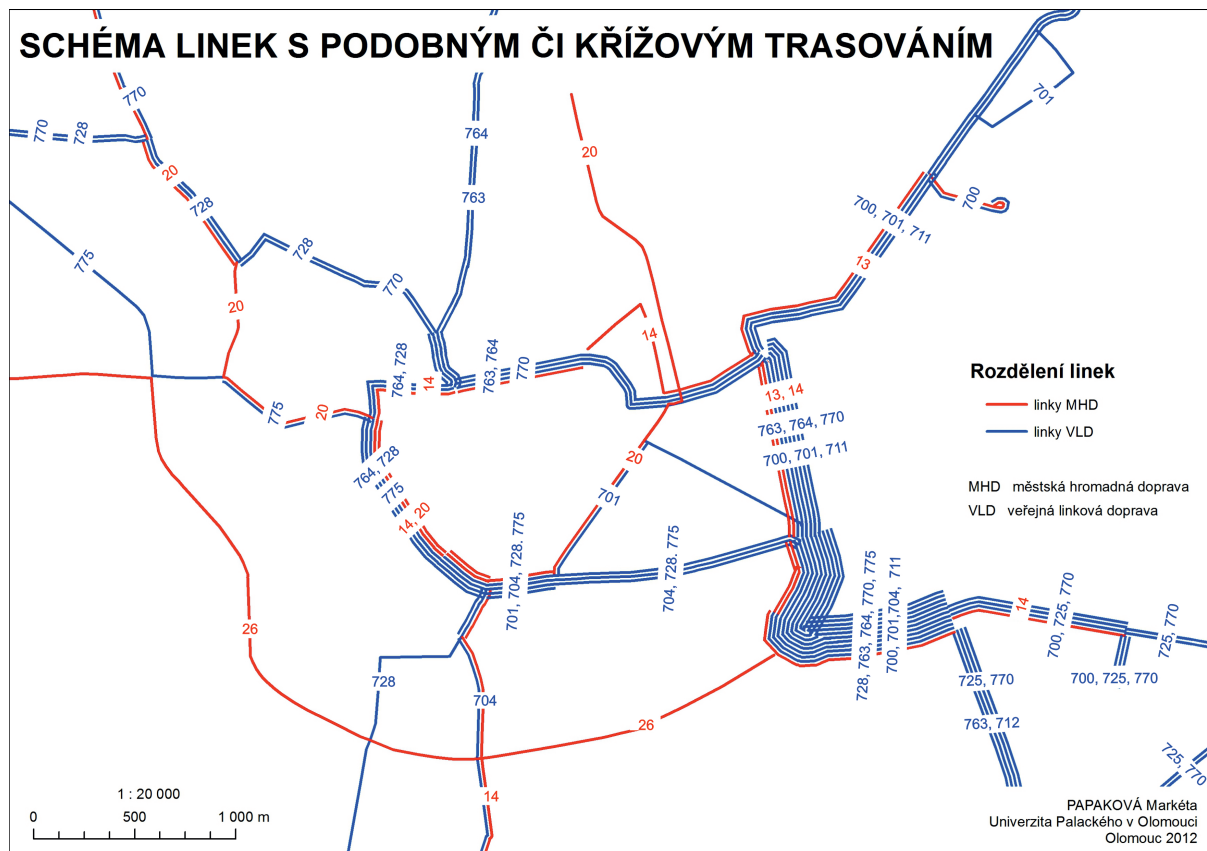 SCHÉMA LINEK S PODOBNÝM ČI KŘÍŽOVÝM TRASOVÁNÍM
770
770
728
20
728
775
20
728
770
764
763
20
14
701
700
700, 701, 711
13
764, 728
14
763, 764
770
775
20
764, 728
775
14, 20
20
701
13, 14
763, 764, 770
700, 701, 711
701, 704, 728. 775
704, 728. 775
728, 763, 764, 770, 775
700, 701,704, 711
14
700, 725, 770
725, 770
700, 725, 770
725, 770
763, 712
725, 770
26
728
704
26
14
Rozdělení linek
linky MHD
linky VLD
MHD městská hromadná doprava
VLD veřejná linková doprava
1 : 20 000
0 500 1 000 m
PAPAKOVÁ Markéta
Univerzita Palackého v Olomouci
Olomouc 2012